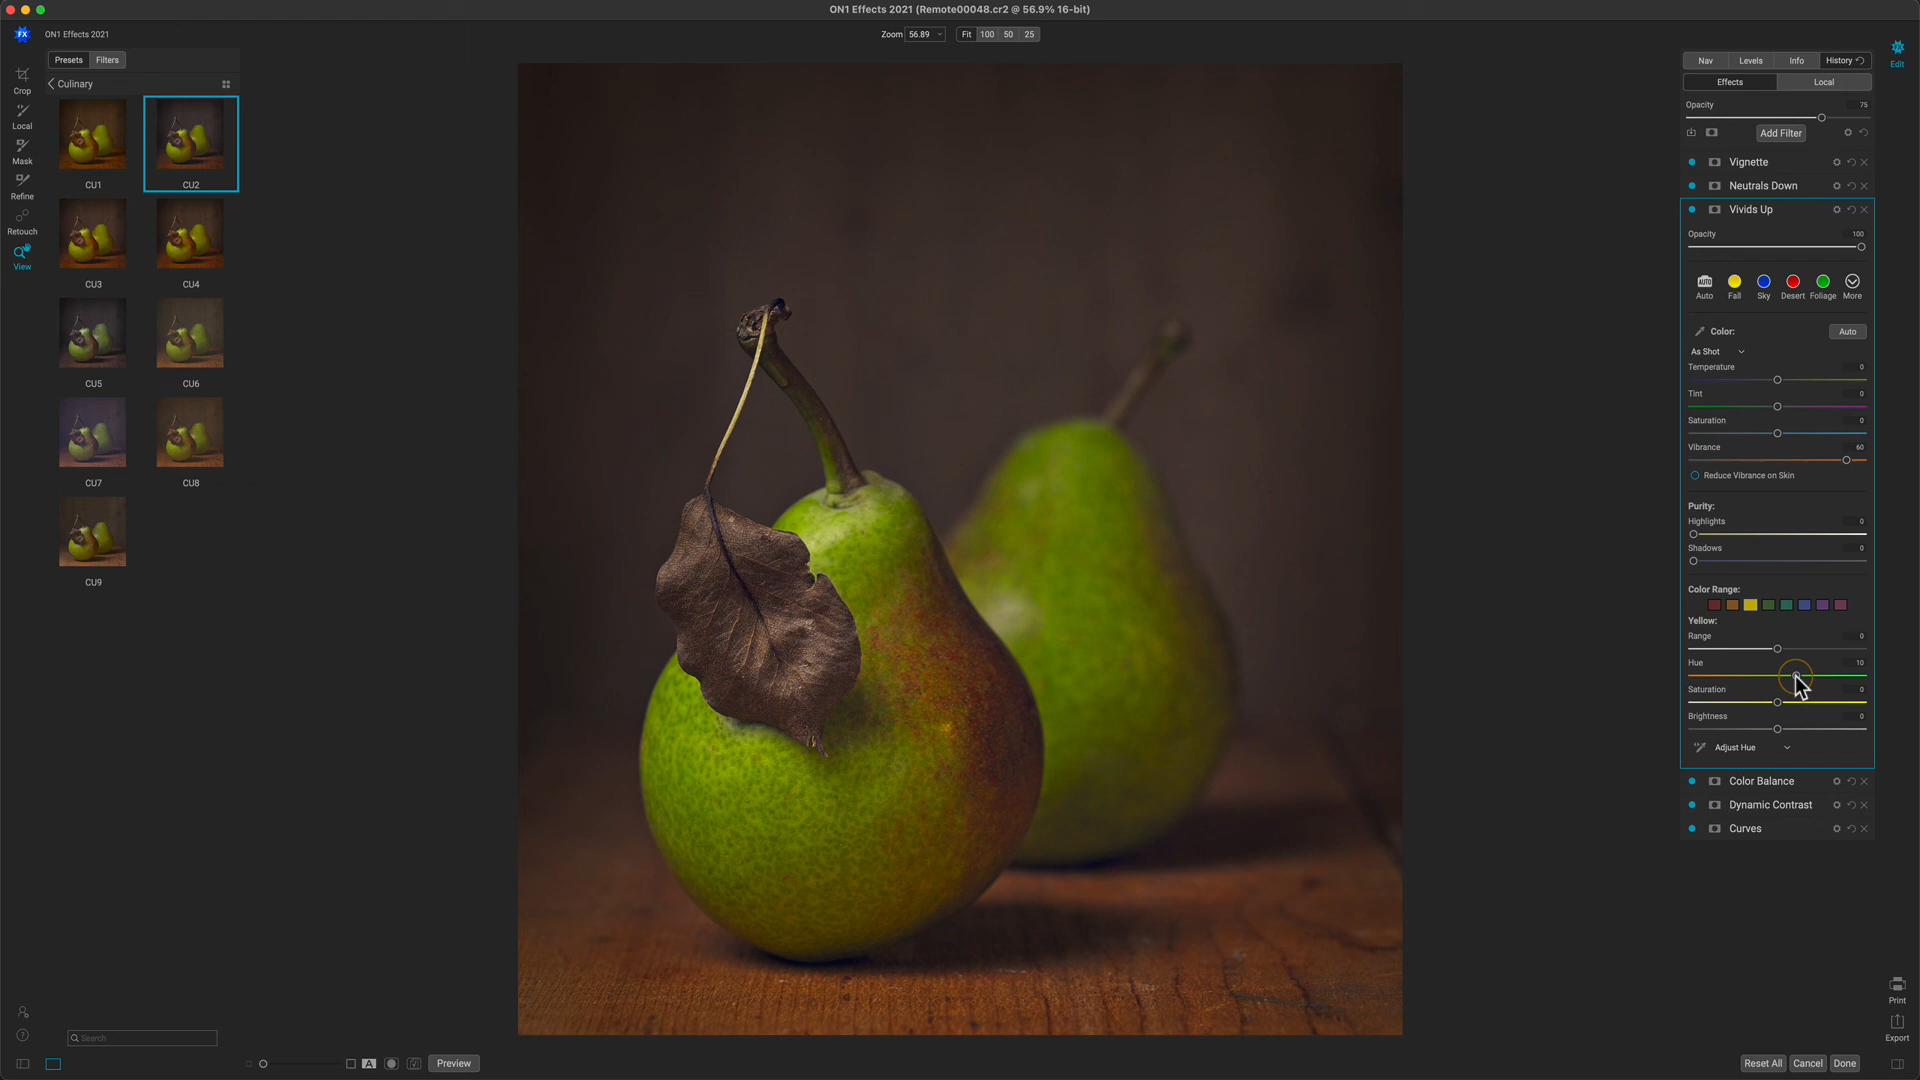 ON1 Effects 2021 (Remote00048.cr2 @ 56.9% 16-bit)
FX ON1 Effects 2021
Zoom 56.89 Fit 100 50 25
Presets Filters
Culinary
Crop
Local
Mask
Refine
Retouch
View
CU1 CU2
CU3 CU4
CU5 CU6
CU7 CU8
CU9
Search
A
Preview
Nav Levels Info History
Effects Local
Opacity 75
Add Filter
Vignette
Neutrals Down
Vivids Up
Opacity 100
AUTO
Auto Fall Sky Desert Foliage More
Color: Auto
As Shot
Temperature 0
Tint 0
Saturation 0
Vibrance 60
Reduce Vibrance on Skin
Purity:
Highlights 0
Shadows 0
Color Range:
Yellow:
Range 0
Hue 10
Saturation 0
Brightness 0
Adjust Hue
Color Balance
Dynamic Contrast
Curves
Edit
Print
Export
Reset All Cancel Done